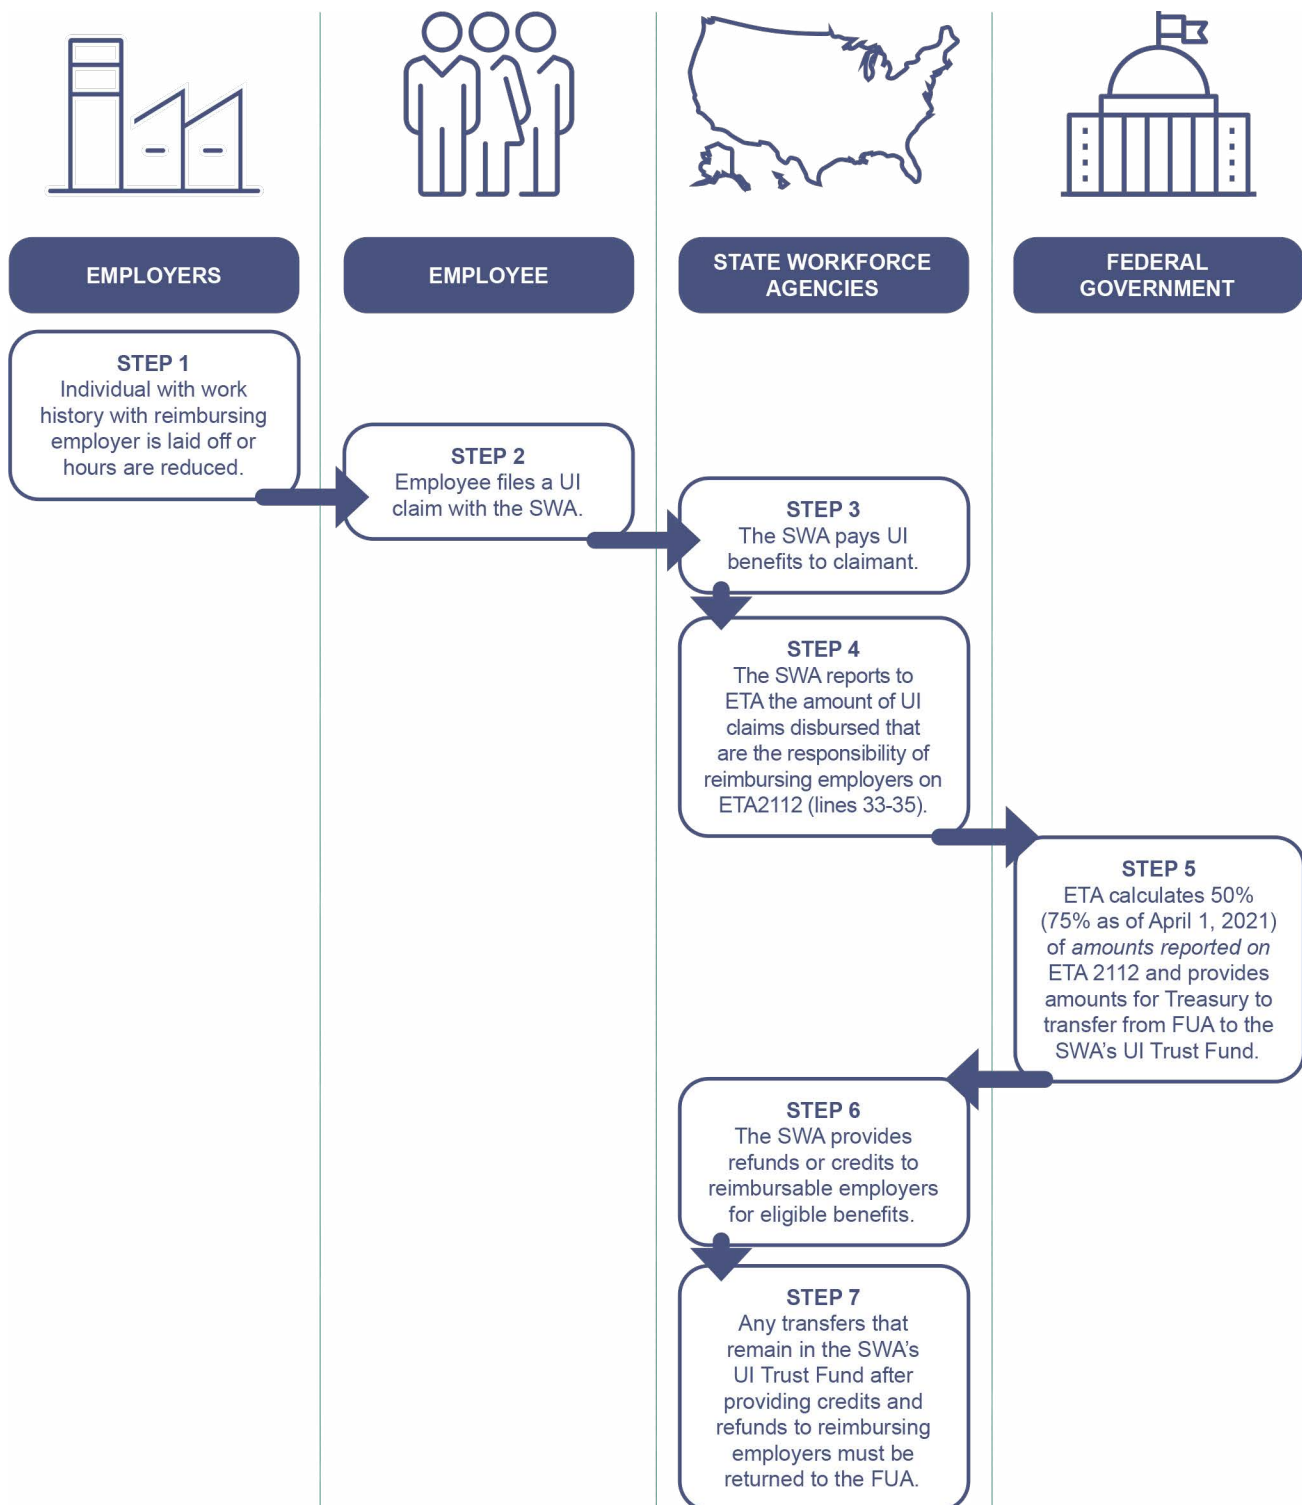 EMPLOYERS
EMPLOYEE
STATE WORKFORCE
AGENCIES
FEDERAL
GOVERNMENT
STEP 1
Individual with work
history with reimbursing
employer is laid off or
hours are reduced.
STEP 2
Employee files a UI
claim with the SWA.
STEP 3
The SWA pays UI
benefits to claimant.
STEP 4
The SWA reports to
ETA the amount of UI
claims disbursed that
are the responsibility of
reimbursing employers on
ETA2112 (lines 33-35).
STEP 5
ETA calculates 50%
(75% as of April 1, 2021)
of amounts reported on
ETA 2112 and provides
amounts for Treasury to
transfer from FUA to the
SWA’s UI Trust Fund.
STEP 6
The SWA provides
refunds or credits to
reimbursable employers
for eligible benefits.
STEP 7
Any transfers that
remain in the SWA’s
UI Trust Fund after
providing credits and
refunds to reimbursing
employers must be
returned to the FUA.